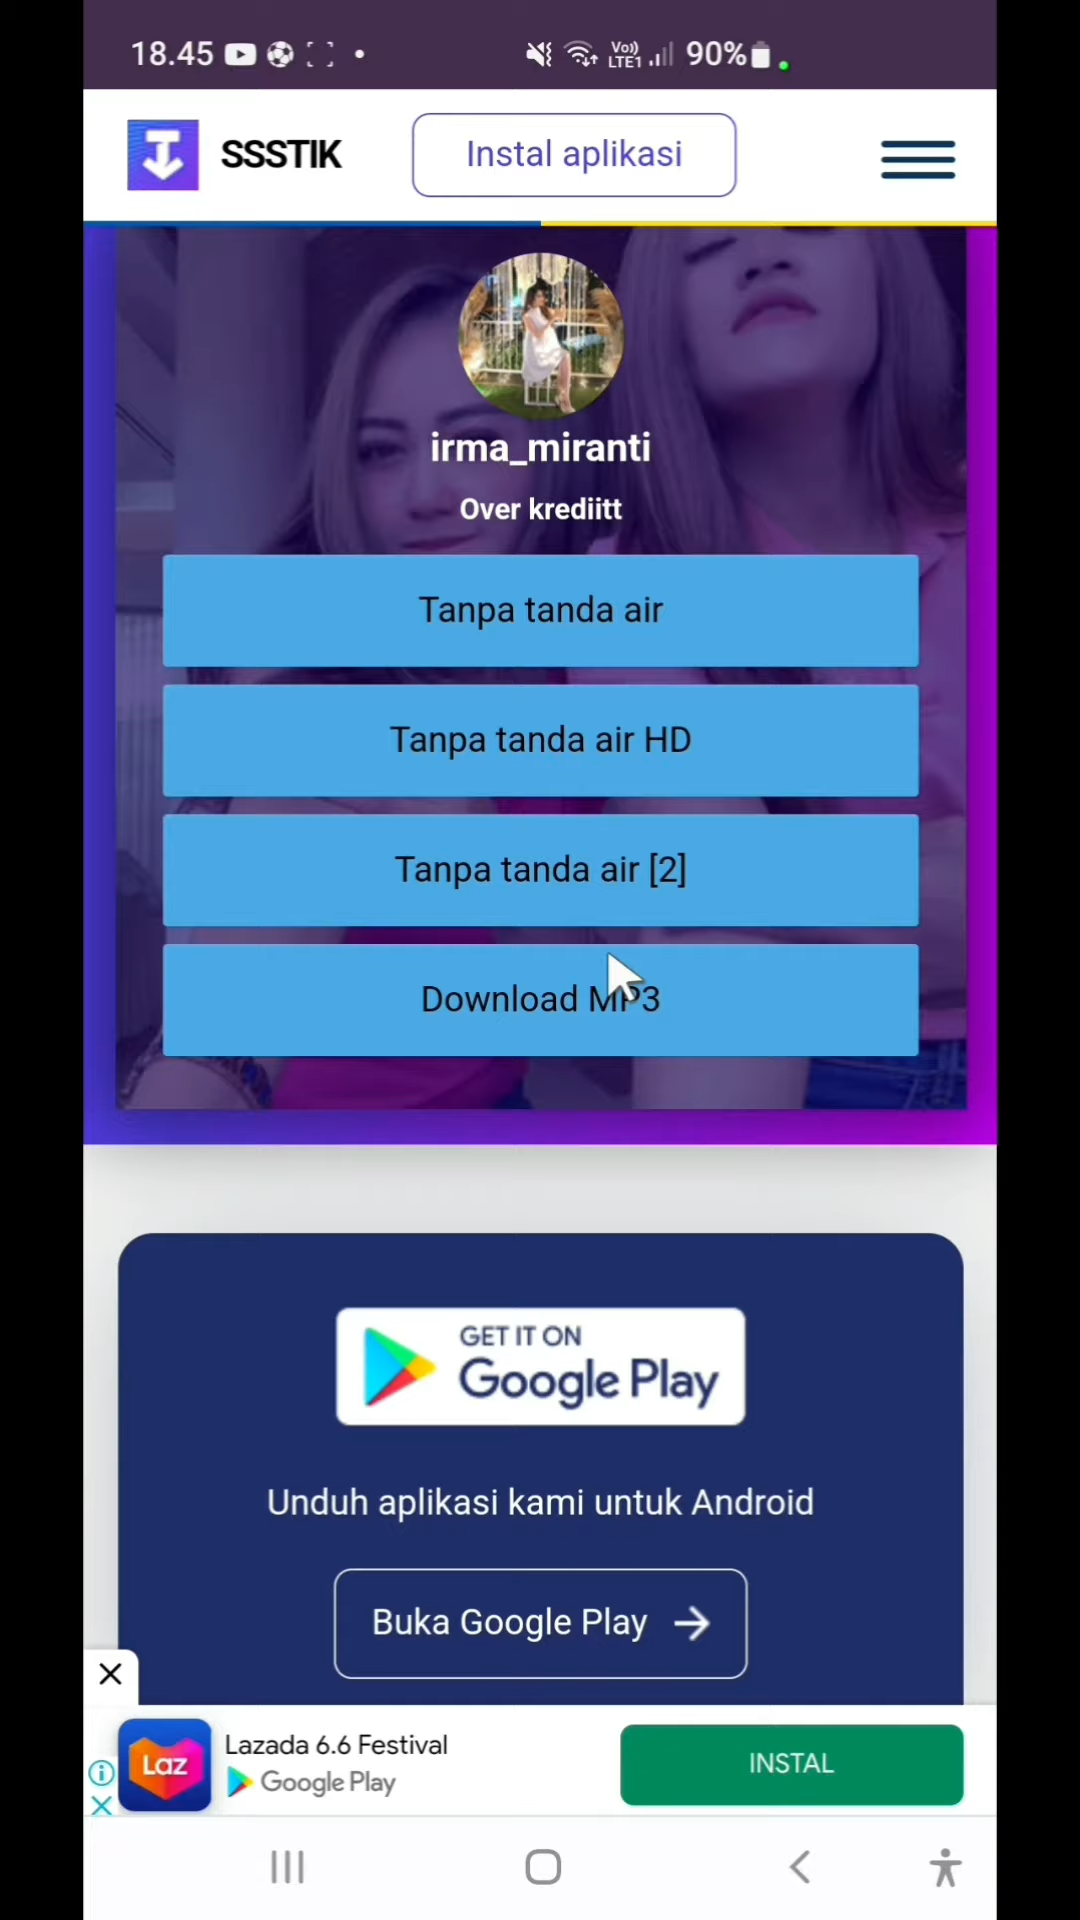 18.45
Vo)) LTE1
90%
SSSTIK
Instal aplikasi
irma_miranti
Over krediitt
Tanpa tanda air
Tanpa tanda air HD
Tanpa tanda air [2]
Download MP3
GET IT ON
Google Play
Unduh aplikasi kami untuk Android
Buka Google Play
Laz
Lazada 6.6 Festival
Google Play
INSTAL